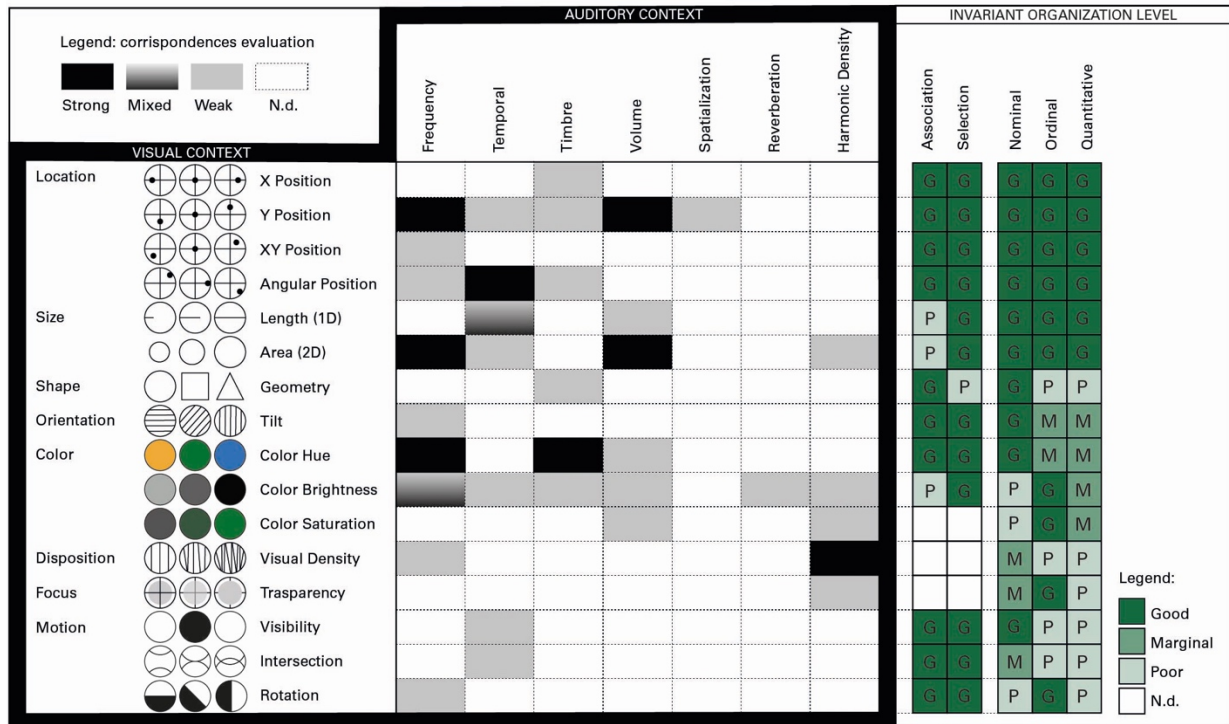 AUDITORY CONTEXT
INVARIANT ORGANIZATION LEVEL
Legend: corrispondences evaluation
Strong Mixed Weak N.d.
Frequency Temporal Timbre Volume Spatialization Reverberation Harmonic Density
Association Selection Nominal Ordinal Quantitative
VISUAL CONTEXT
Location X Position G G G G G
Y Position G G G G G
XY Position G G G G G
Angular Position G G G G G
Size Length (1D) P G G G G
Area (2D) P G G G G
Shape Geometry G P G P P
Orientation Tilt G G G M M
Color Color Hue G G G M M
Color Brightness P G P G M
Color Saturation P G M
Disposition Visual Density M P P
Focus Trasparency M G P
Motion Visibility G G G P P
Intersection G G M P P
Rotation G G P G P
Legend:
Good
Marginal
Poor
N.d.